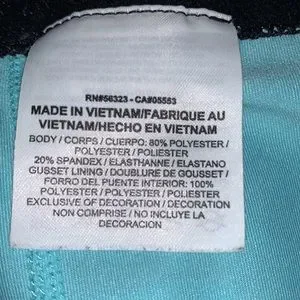 RN#56323 - CA#05553
MADE IN VIETNAM/FABRIQUE AU
VIETNAM/HECHO EN VIETNAM
BODY / CORPS / CUERPO: 80% POLYESTER /
POLYESTER / POLIESTER
20% SPANDEX / ELASTHANNE / ELASTANO
GUSSET LINING / DOUBLURE DE GOUSSET /
FORRO DEL PUENTE INTERIOR: 100%
POLYESTER / POLYESTER / POLIESTER
EXCLUSIVE OF DECORATION / DECORATION
NON COMPRISE / NO INCLUYE LA
DECORACION